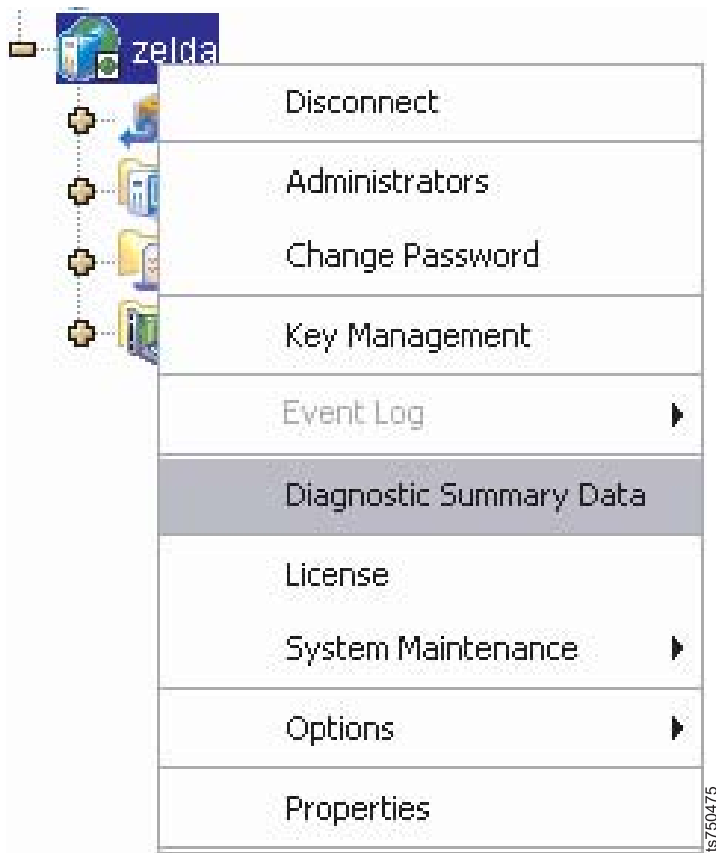 zelda
Disconnect
Administrators
Change Password
Key Management
Event Log
Diagnostic Summary Data
License
System Maintenance
Options
Properties
ts750475